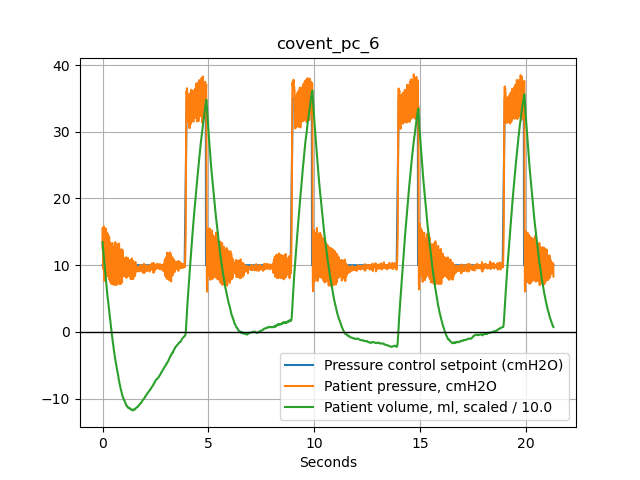 covent_pc_6
40
30
20
10
0
−10
0 5 10 15 20
Seconds
Pressure control setpoint (cmH2O)
Patient pressure, cmH2O
Patient volume, ml, scaled / 10.0